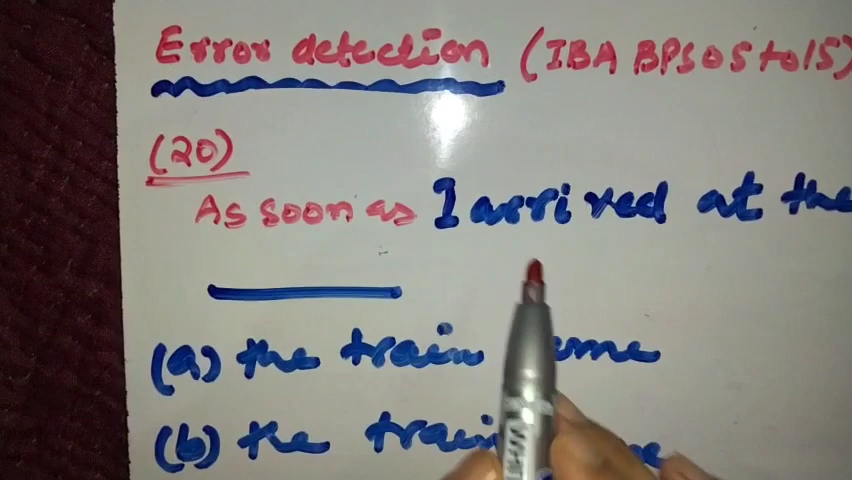 Error detection (IBA BPS 05 to 15)
(20)
As soon as I arrived at the
(a) the train
(b) the